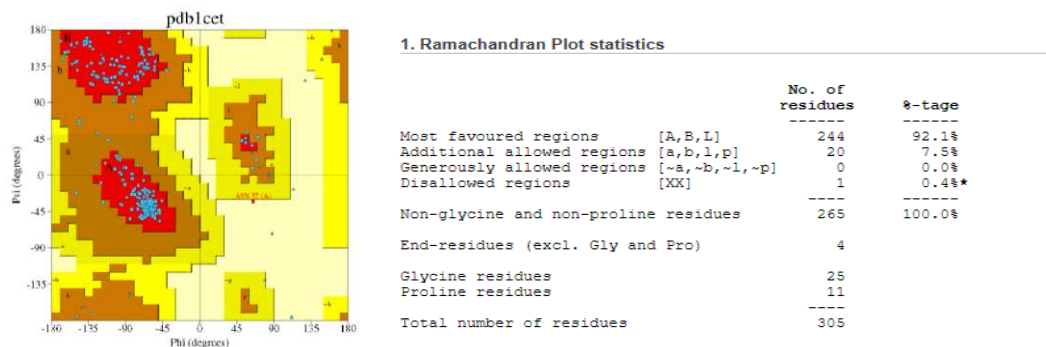 pdb1cet
180
135
90
45
0
-45
-90
-135
-180 -135 -90 -45 0 45 90 135 180
Psi (degrees)
Phi (degrees)
1. Ramachandran Plot statistics
No. of
residues %-tage
------ ------
Most favoured regions [A,B,L] 244 92.1%
Additional allowed regions [a,b,l,p] 20 7.5%
Generously allowed regions [~a,~b,~l,~p] 0 0.0%
Disallowed regions [XX] 1 0.4%*
---- ------
Non-glycine and non-proline residues 265 100.0%
End-residues (excl. Gly and Pro) 4
Glycine residues 25
Proline residues 11
----
Total number of residues 305